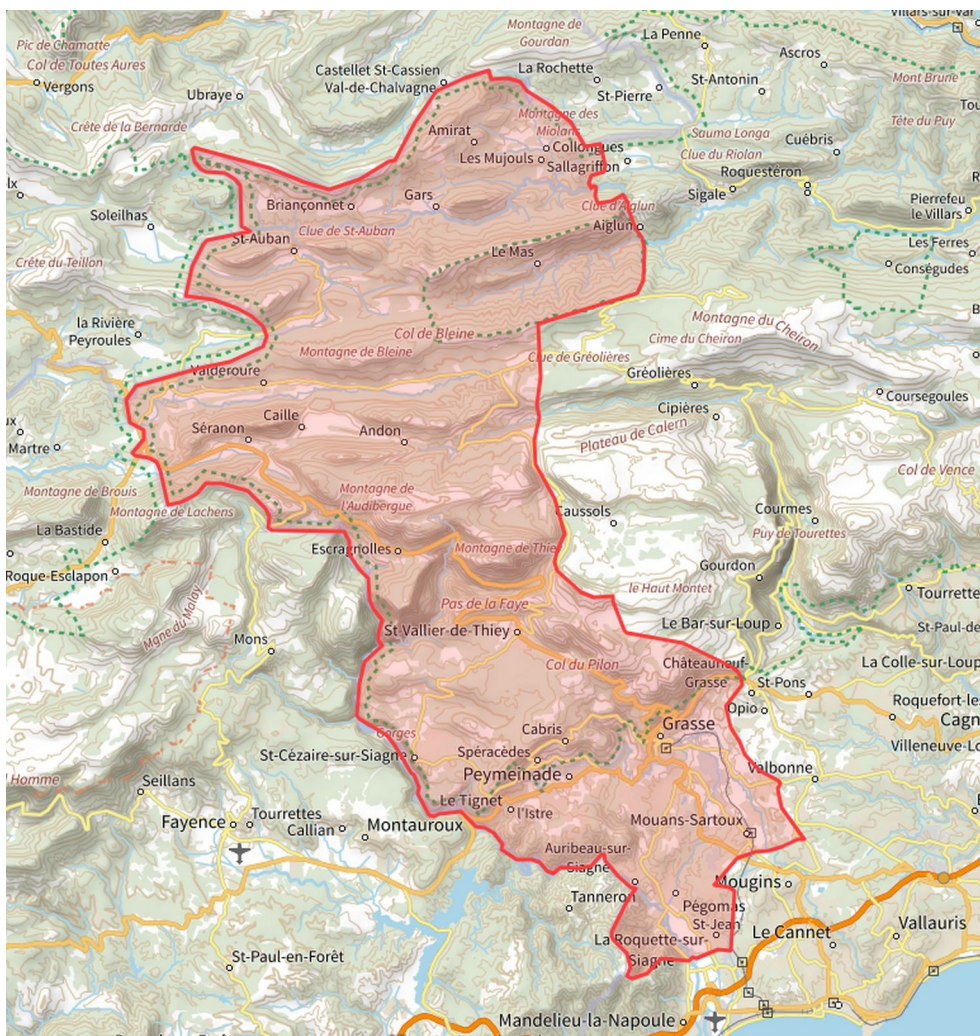 Villars-sur-Var
Pic de Chamatte
Col de Toutes Aures
Vergons
Ubraye
Castellet St-Cassien
Val-de-Chalvagne
Montagne de
Gourdan
La Rochette
La Penne
Ascros
St-Pierre
St-Antonin
Mont Brune
Tou
Crête de la Bernarde
Amirat
Montagne des
Miolans
Collongues
Les Mujouls
Sallagriffon
Sauma Longa
Cuébris
Tête du Puy
Clue du Riolan
Roquestéron
R
lx
Soleilhas
Briançonnet
Gars
Sigale
Pierrefeu
le Villars
Clue d'Aiglun
Aiglun
St-Auban
Clue de St-Auban
Les Ferres
Le Mas
Conségudes
Crête du Teillon
la Rivière
Peyroules
Col de Bleine
Montagne du Cheiron
Cime du Cheiron
Montagne de Bleine
Clue de Gréolières
Valderoure
Gréolières
Coursegoules
Caille
Cipières
ux
Séranon
Andon
Plateau de Calern
Martre
Col de Vence
Montagne de Brouis
Montagne de
l'Audibergue
Montagne de Lachens
La Bastide
Caussols
Courmes
Puy de Tourettes
Escragnolles
Montagne de Thiey
Roque-Esclapon
Gourdon
le Haut Montet
Tourrette
Mane du Malay
Pas de la Faye
Mons
St-Vallier-de-Thiey
Le Bar-sur-Loup
St-Paul-de
Col du Pilon
Châteauneuf-
Grasse
La Colle-sur-Loup
St-Pons
Opio
Roquefort-les
Cagn
Gorges
Cabris
Grasse
Villeneuve-Lo
St-Cézaire-sur-Siagne
Spéracèdes
Homme
Seillans
Peymeinade
Valbonne
Le Tignet
l'Istre
Fayence
Tourrettes
Callian
Montauroux
Mouans-Sartoux
Auribeau-sur-
Siagne
Tanneron
Mougins
Pégomas
St-Jean
Le Cannet
Vallauris
La Roquette-sur-
Siagne
St-Paul-en-Forêt
Mandelieu-la-Napoule